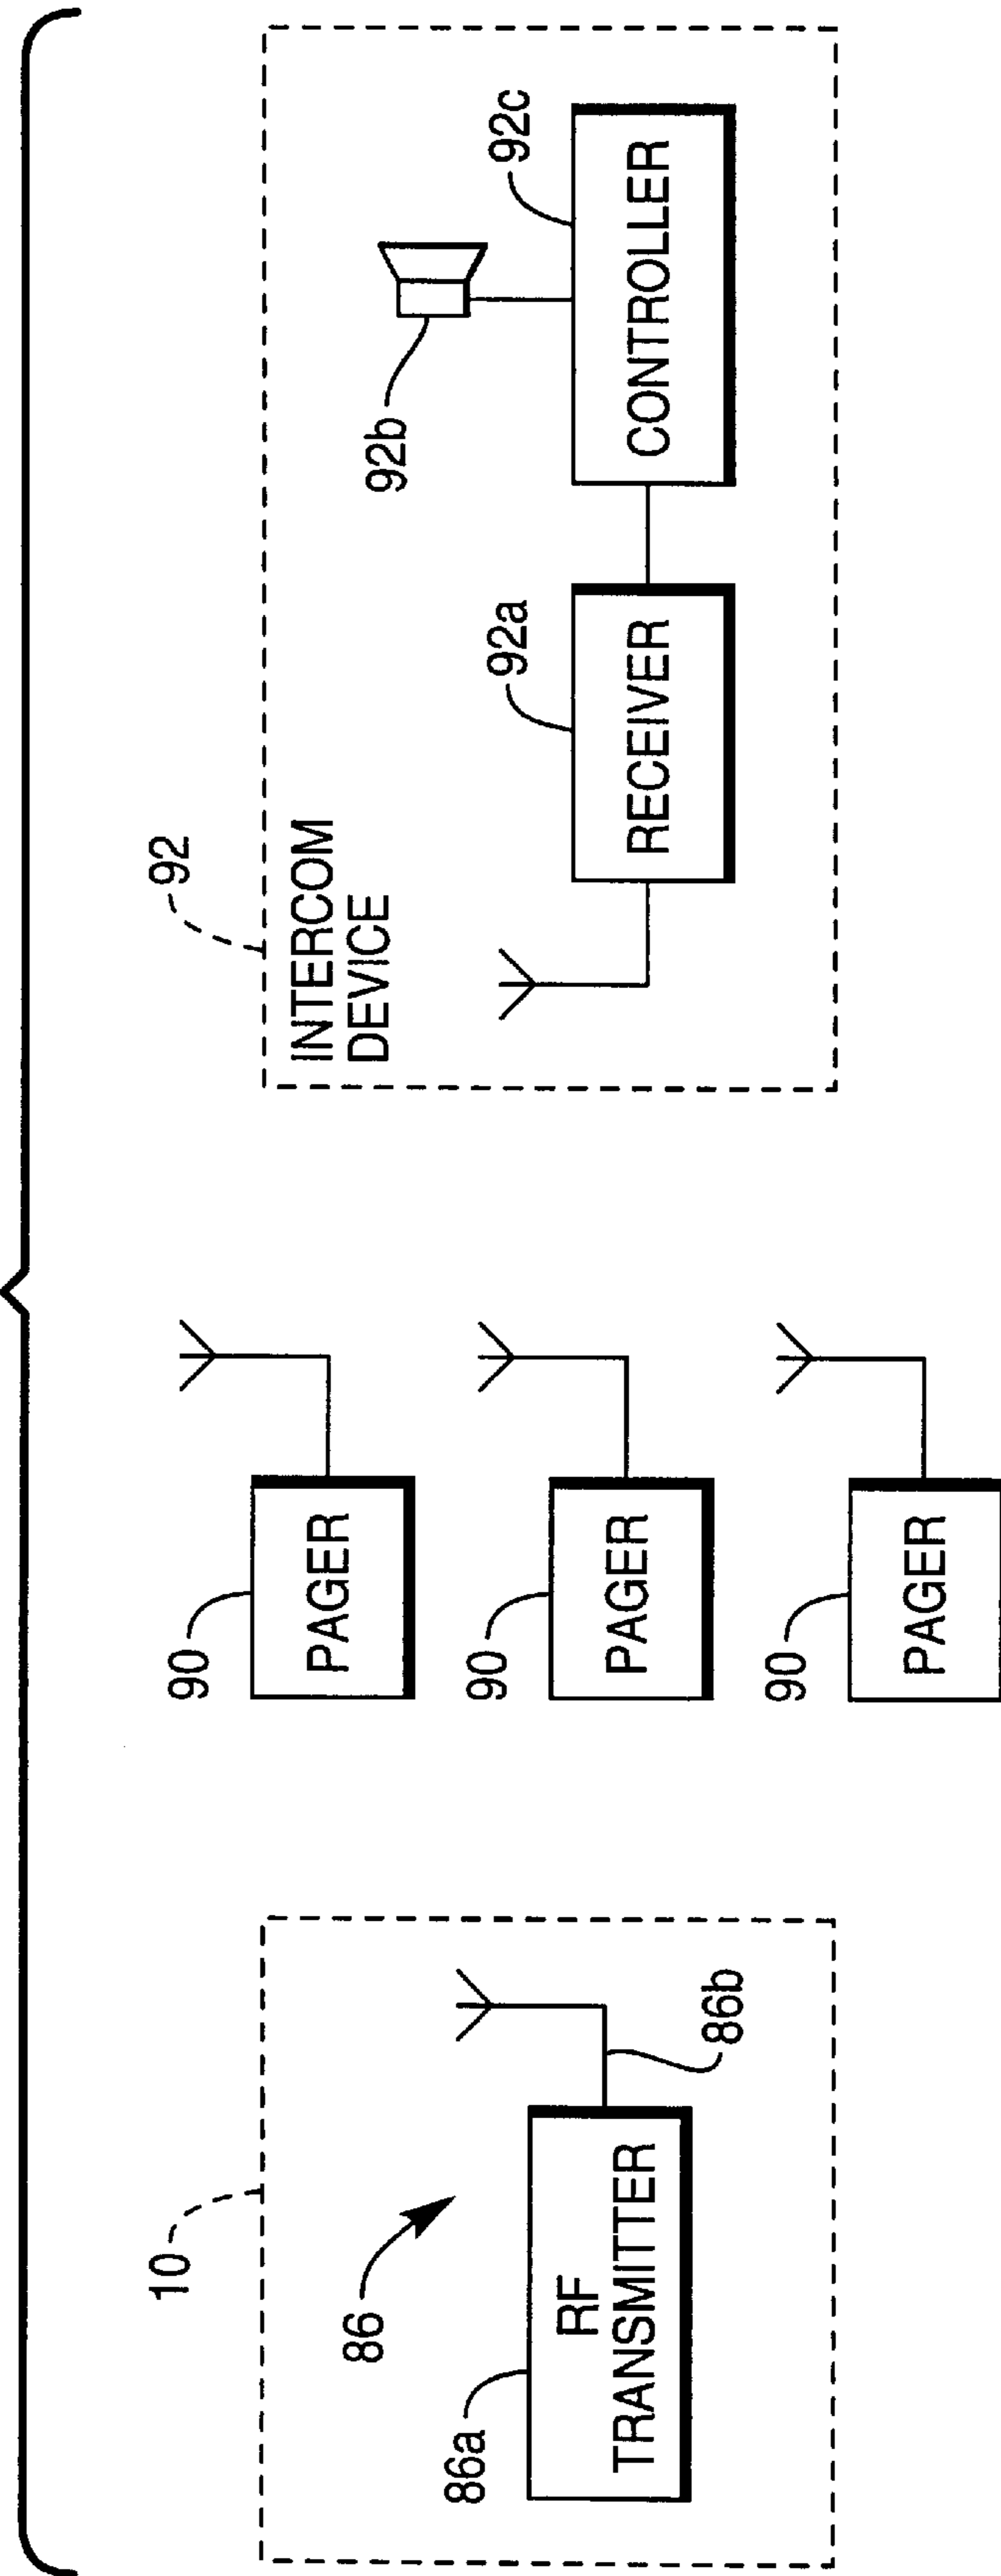 10
86
86a
RF
TRANSMITTER
86b
90
PAGER
90
PAGER
90
PAGER
92
INTERCOM
DEVICE
92a
RECEIVER
92b
92c
CONTROLLER